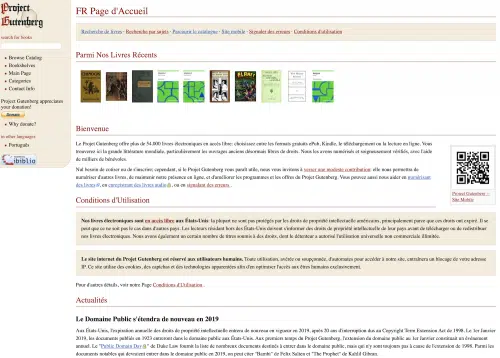 Project
Gutenberg
search for books
Browse Catalog
Bookshelves
Main Page
Categories
Contact Info
Project Gutenberg appreciates
your donation!
Donate
Why donate?
in other languages
Português
ibiblio
FR Page d'Accueil
Recherche de livres · Recherche par sujets · Parcourir le catalogue · Site mobile · Signaler des erreurs · Conditions d'utilisation
Parmi Nos Livres Récents
Bienvenue
Le Projet Gutenberg offre plus de 54.000 livres électroniques en accès libre: choisissez entre les formats gratuits ePub, Kindle, le téléchargement ou la lecture en ligne. Vous
trouverez ici la grande littérature mondiale, particulièrement les ouvrages anciens désormais libres de droits. Nous les avons numérisés et soigneusement vérifiés, avec l'aide
de milliers de bénévoles.
Nul besoin de cotiser ou de s'inscrire; cependant, si le Projet Gutenberg vous paraît utile, nous vous invitons à verser une modeste contribution: elle nous permettra de
numériser d'autres livres, de maintenir notre présence en ligne, et d'améliorer les programmes et les offres du Projet Gutenberg. Vous pouvez aussi nous aider en numérisant
des livres, en enregistrant des livres audio, ou en signalant des erreurs.
Project Gutenberg
Site Mobile
Conditions d'Utilisation
Nos livres électroniques sont en accès libre aux États-Unis: la plupart ne sont pas protégés par les droits de propriété intellectuelle américains, principalement parce que ces droits ont expiré. Il se
peut que ce ne soit pas le cas dans d'autres pays. Les lecteurs résidant hors des États-Unis doivent s'informer des droits de propriété intellectuelle de leur pays avant de télécharger ou de redistribuer
nos livres électroniques. Nous avons également un certain nombre de titres soumis à des droits, dont le détenteur a autorisé l'utilisation universelle non commerciale illimitée.
Le site internet du Projet Gutenberg est réservé aux utilisateurs humains. Toute utilisation, avérée ou soupçonnée, d'automates pour accéder à notre site, entraînera un blocage de votre adresse
IP. Ce site utilise des cookies, des captchas et des technologies apparentées afin d'en optimiser l'accès aux êtres humains exclusivement.
Pour d'autres détails, voir notre Page Conditions d'Utilisation.
Actualités
Le Domaine Public s'étendra de nouveau en 2019
Aux États-Unis, l'expiration annuelle des droits de propriété intellectuelle entrera de nouveau en vigueur en 2019, après 20 ans d'interruption due au Copyright Term Extension Act de 1998. Le 1er Janvier
2019, les documents publiés en 1923 entreront dans le domaine public aux États-Unis. Aux premiers temps du Projet Gutenberg, l'extension du domaine public au 1er Janvier constituait un événement
annuel. Le "Public Domain Day" de Duke Law fournit la liste de nombreux documents destinés à entrer dans le domaine public, mais qui n'y sont toujours pas à cause de l'extension de 1998. Parmi les
documents notables qui devraient entrer dans le domaine public en 2019, on peut citer "Bambi" de Felix Salten et "The Prophet" de Kahlil Gibran.